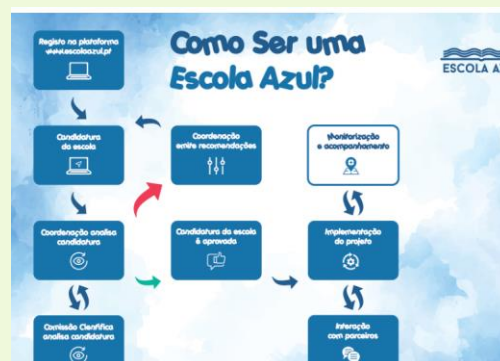 Como Ser uma
Escola Azul?
ESCOLA A
Registo na plataforma
www.escolaazul.pt
Candidatura
da escola
Coordenação
emite recomendações
Monitorização
e acompanhamento
Coordenação analisa
candidatura
Candidatura da escola
é aprovada
Implementação
do projeto
Comissão Científica
analisa candidatura
Interação
com parceiros